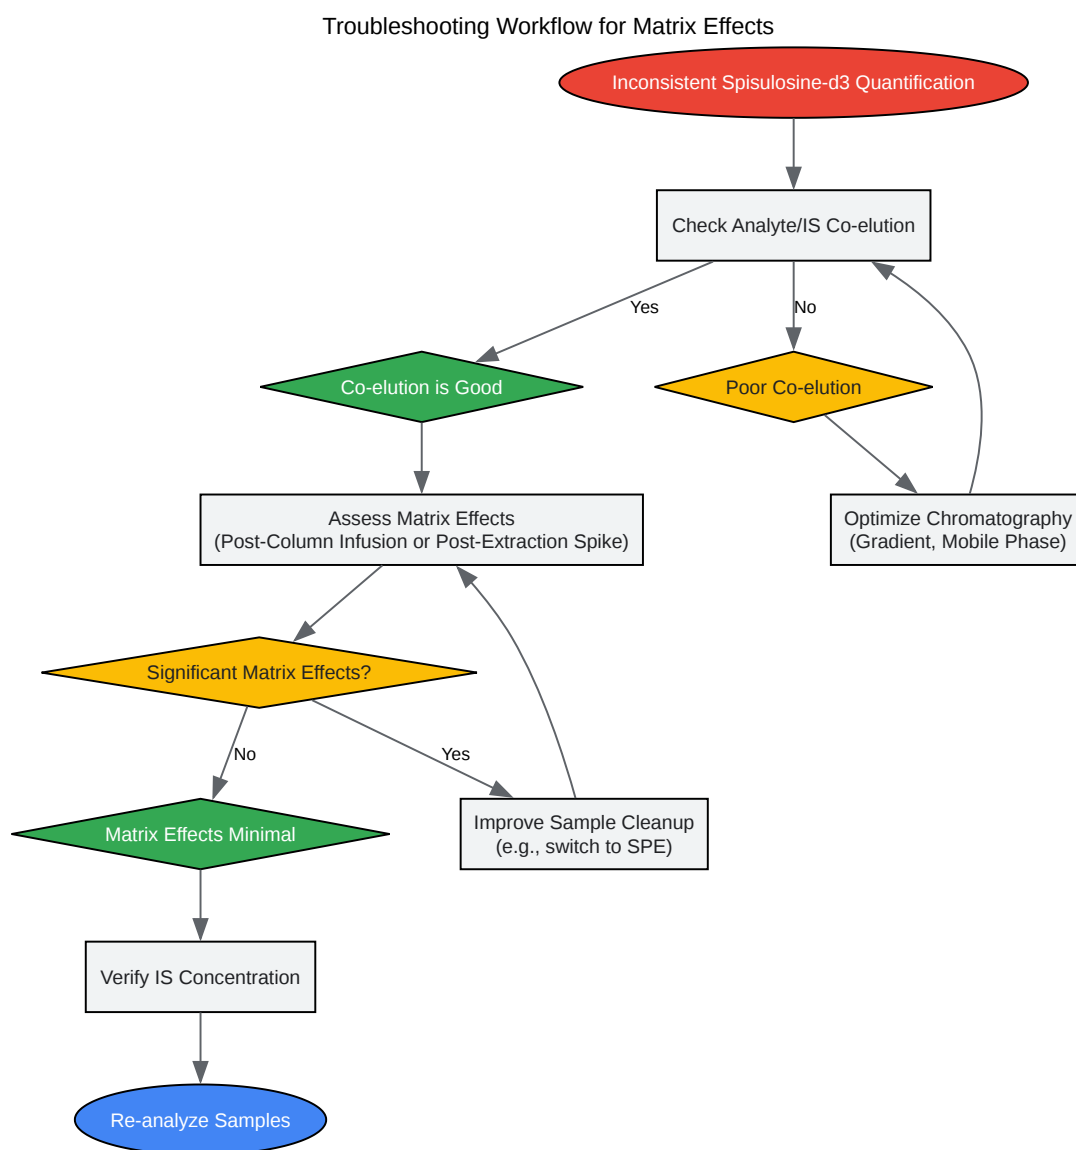 Troubleshooting Workflow for Matrix Effects
Inconsistent Spisulosine-d3 Quantification
Check Analyte/IS Co-elution
Yes
No
Co-elution is Good
Poor Co-elution
Assess Matrix Effects
(Post-Column Infusion or Post-Extraction Spike)
Optimize Chromatography
(Gradient, Mobile Phase)
Significant Matrix Effects?
No
Yes
Matrix Effects Minimal
Improve Sample Cleanup
(e.g., switch to SPE)
Verify IS Concentration
Re-analyze Samples